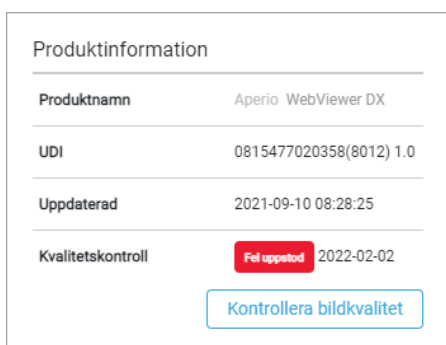 Produktinformation
Produktnamn Aperio WebViewer DX
UDI 0815477020358(8012) 1.0
Uppdaterad 2021-09-10 08:28:25
Kvalitetskontroll Fel uppstod 2022-02-02
Kontrollera bildkvalitet